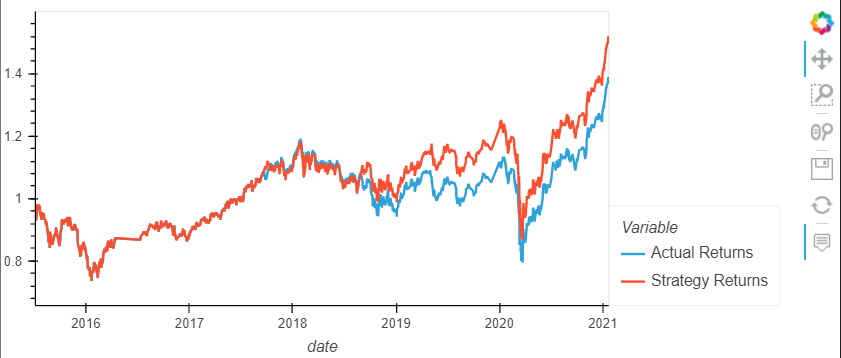 1.4
1.2
1
0.8
2016 2017 2018 2019 2020 2021
date
Variable
Actual Returns
Strategy Returns